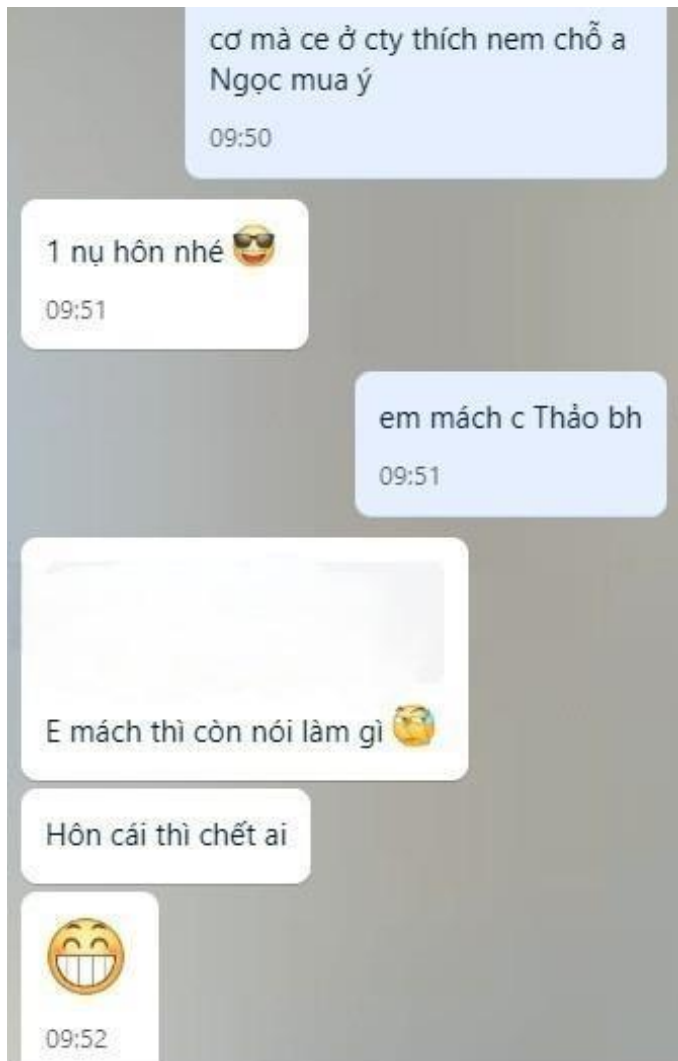 cơ mà ce ở cty thích nem chỗ a
Ngọc mua ý
09:50
1 nụ hôn nhé
09:51
em mách c Thảo bh
09:51
E mách thì còn nói làm gì
Hôn cái thì chết ai
09:52